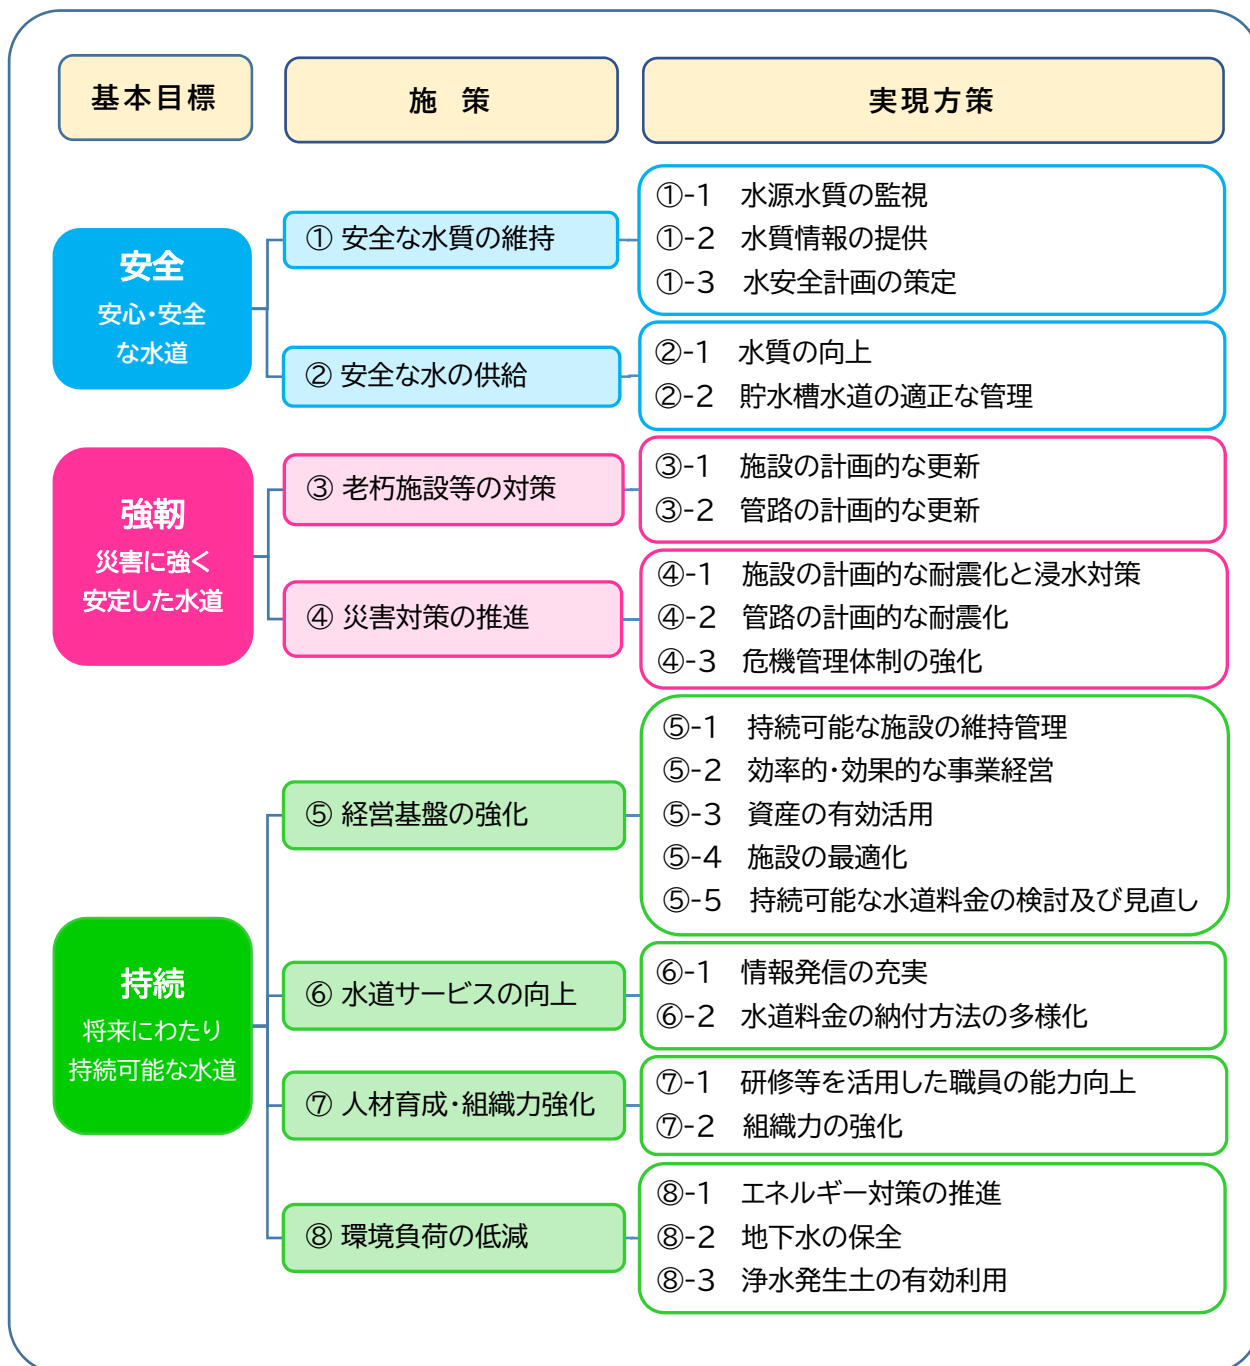 基本目標
施 策
実現方策
安全
安心・安全
な水道
① 安全な水質の維持
①-1 水源水質の監視
①-2 水質情報の提供
①-3 水安全計画の策定
② 安全な水の供給
②-1 水質の向上
②-2 貯水槽水道の適正な管理
強靭
災害に強く
安定した水道
③ 老朽施設等の対策
③-1 施設の計画的な更新
③-2 管路の計画的な更新
④ 災害対策の推進
④-1 施設の計画的な耐震化と浸水対策
④-2 管路の計画的な耐震化
④-3 危機管理体制の強化
持続
将来にわたり
持続可能な水道
⑤ 経営基盤の強化
⑤-1 持続可能な施設の維持管理
⑤-2 効率的・効果的な事業経営
⑤-3 資産の有効活用
⑤-4 施設の最適化
⑤-5 持続可能な水道料金の検討及び見直し
⑥ 水道サービスの向上
⑥-1 情報発信の充実
⑥-2 水道料金の納付方法の多様化
⑦ 人材育成・組織力強化
⑦-1 研修等を活用した職員の能力向上
⑦-2 組織力の強化
⑧ 環境負荷の低減
⑧-1 エネルギー対策の推進
⑧-2 地下水の保全
⑧-3 浄水発生土の有効利用